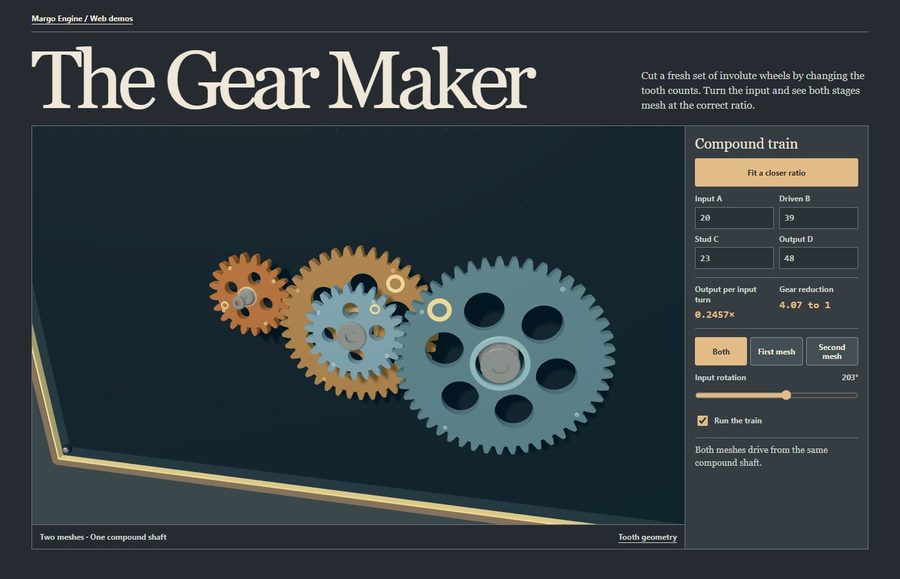 Margo Engine / Web demos
The Gear Maker
Cut a fresh set of involute wheels by changing the
tooth counts. Turn the input and see both stages
mesh at the correct ratio.
Compound train
Fit a closer ratio
Input A
Driven B
20
39
Stud C
Output D
23
48
Output per input
turn
0.2457×
Gear reduction
4.07 to 1
Both
First mesh
Second
mesh
Input rotation
203°
Run the train
Both meshes drive from the same
compound shaft.
Two meshes · One compound shaft
Tooth geometry